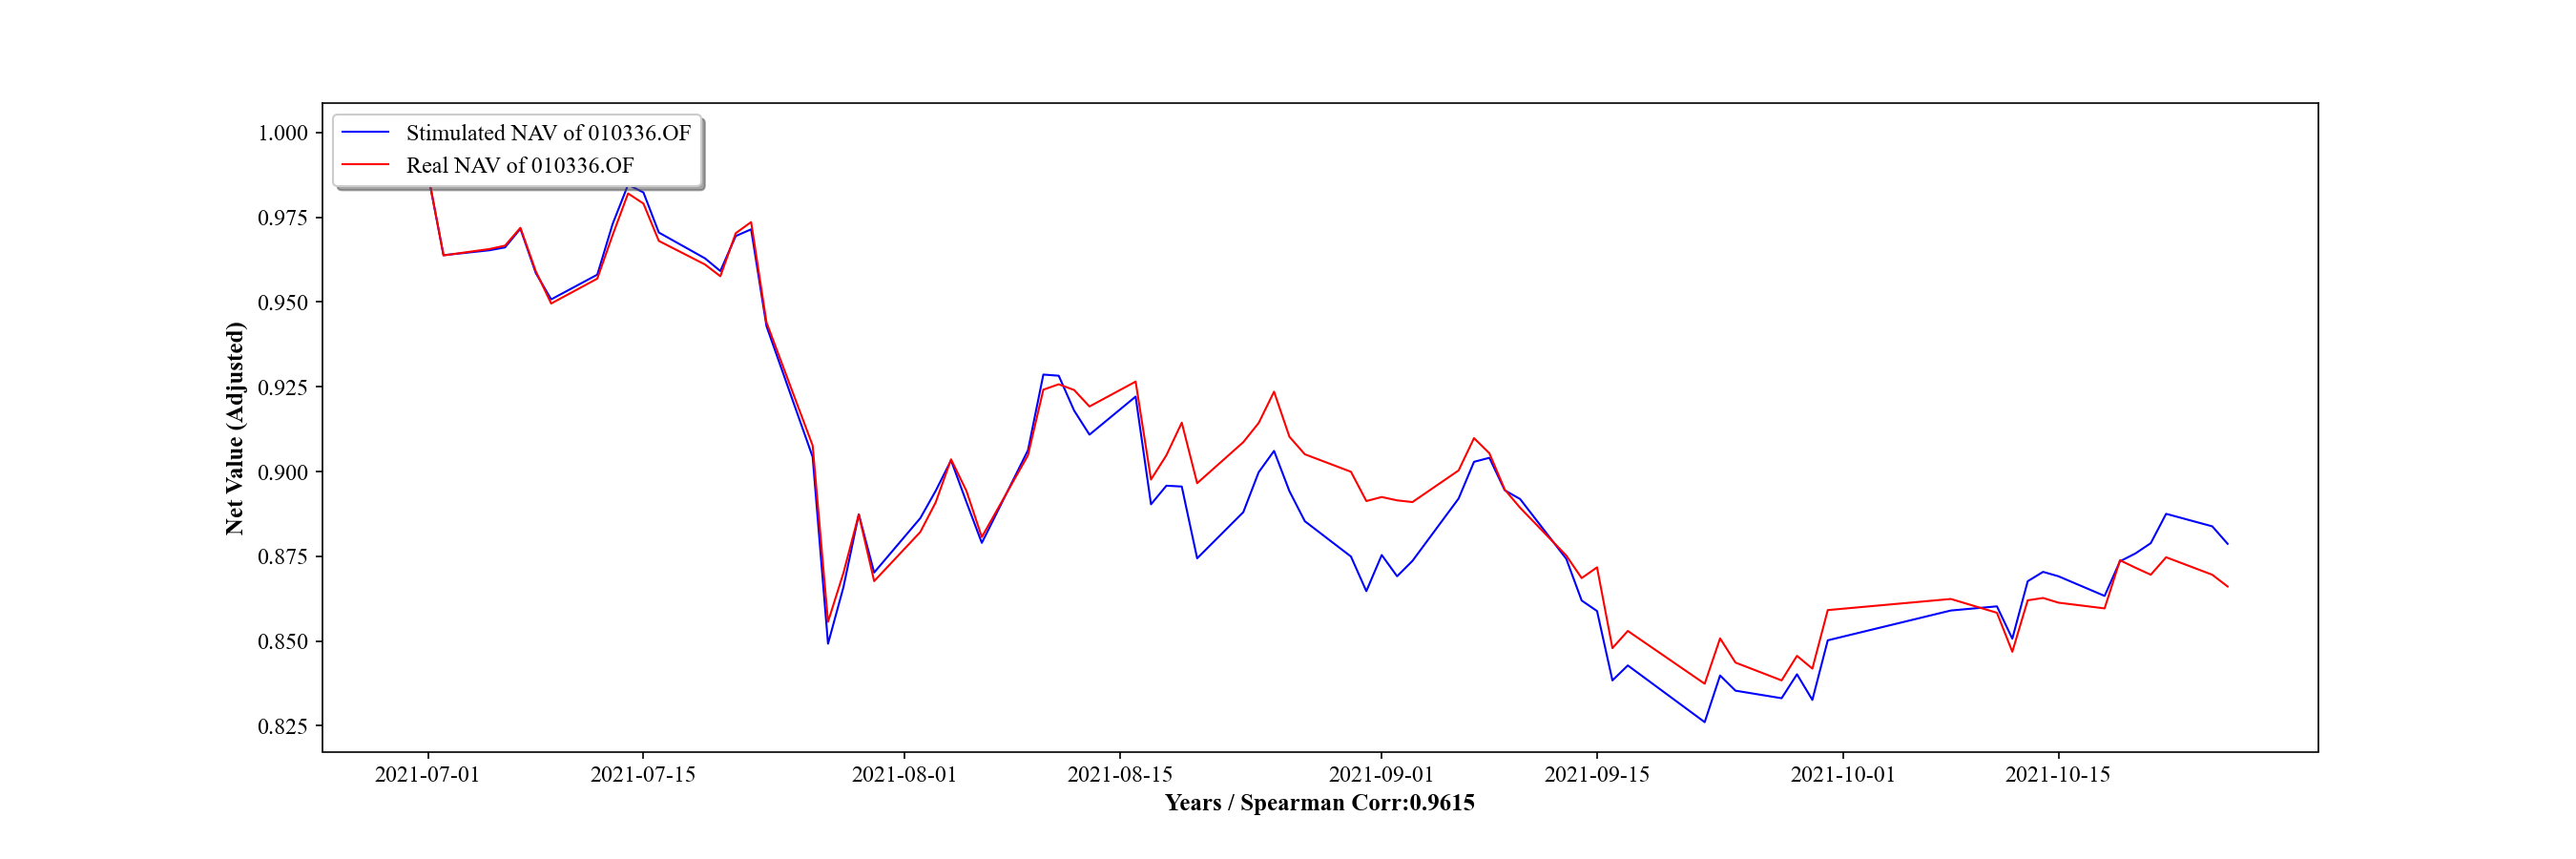 Stimulated NAV of 010336.OF
Real NAV of 010336.OF
1.000
0.975
0.950
0.925
0.900
0.875
0.850
0.825
Net Value (Adjusted)
2021-07-01 2021-07-15 2021-08-01 2021-08-15 2021-09-01 2021-09-15 2021-10-01 2021-10-15
Years / Spearman Corr:0.9615